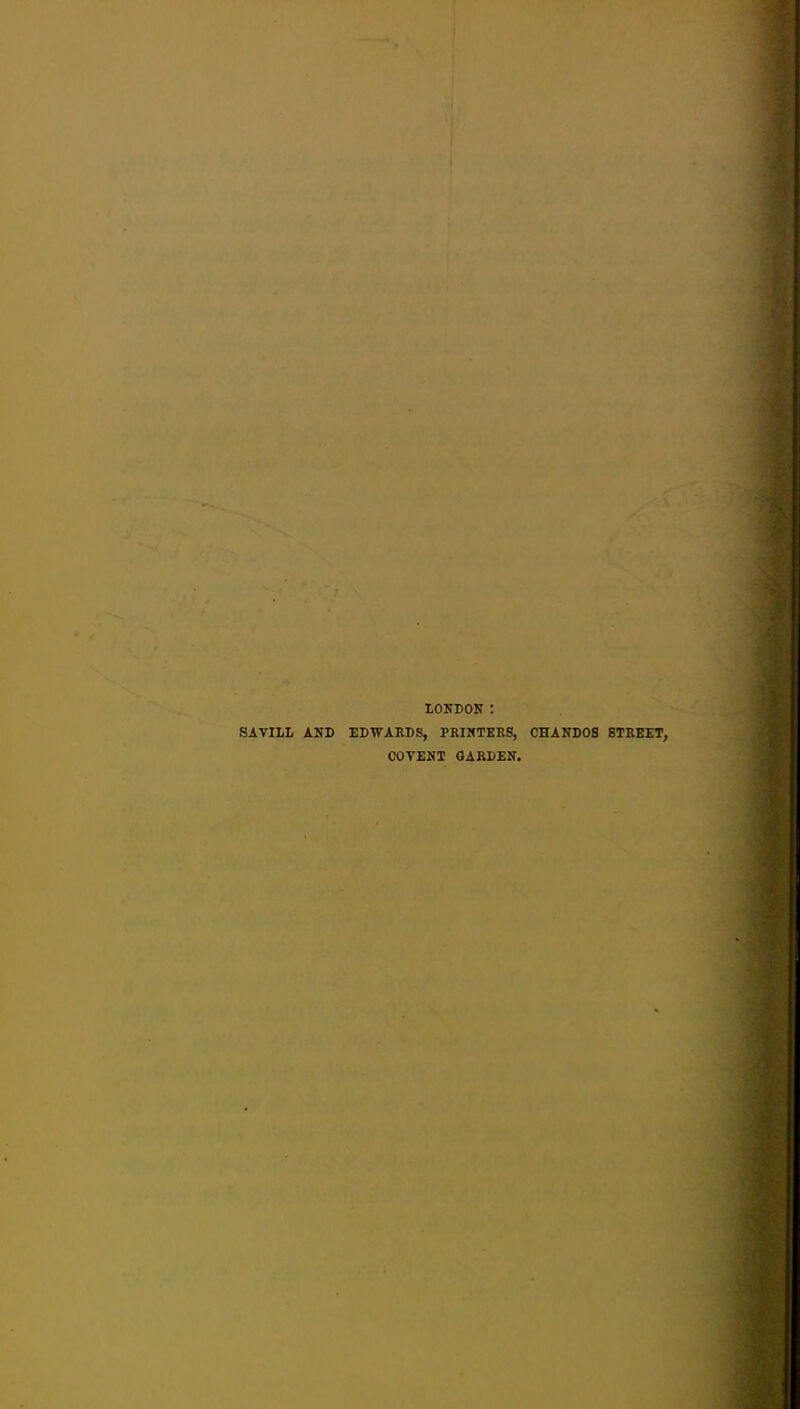 LONDON :
SAVILL AND EDWARDS, PRINTERS, CHANDOS STREET,
COVENT GARDEN.